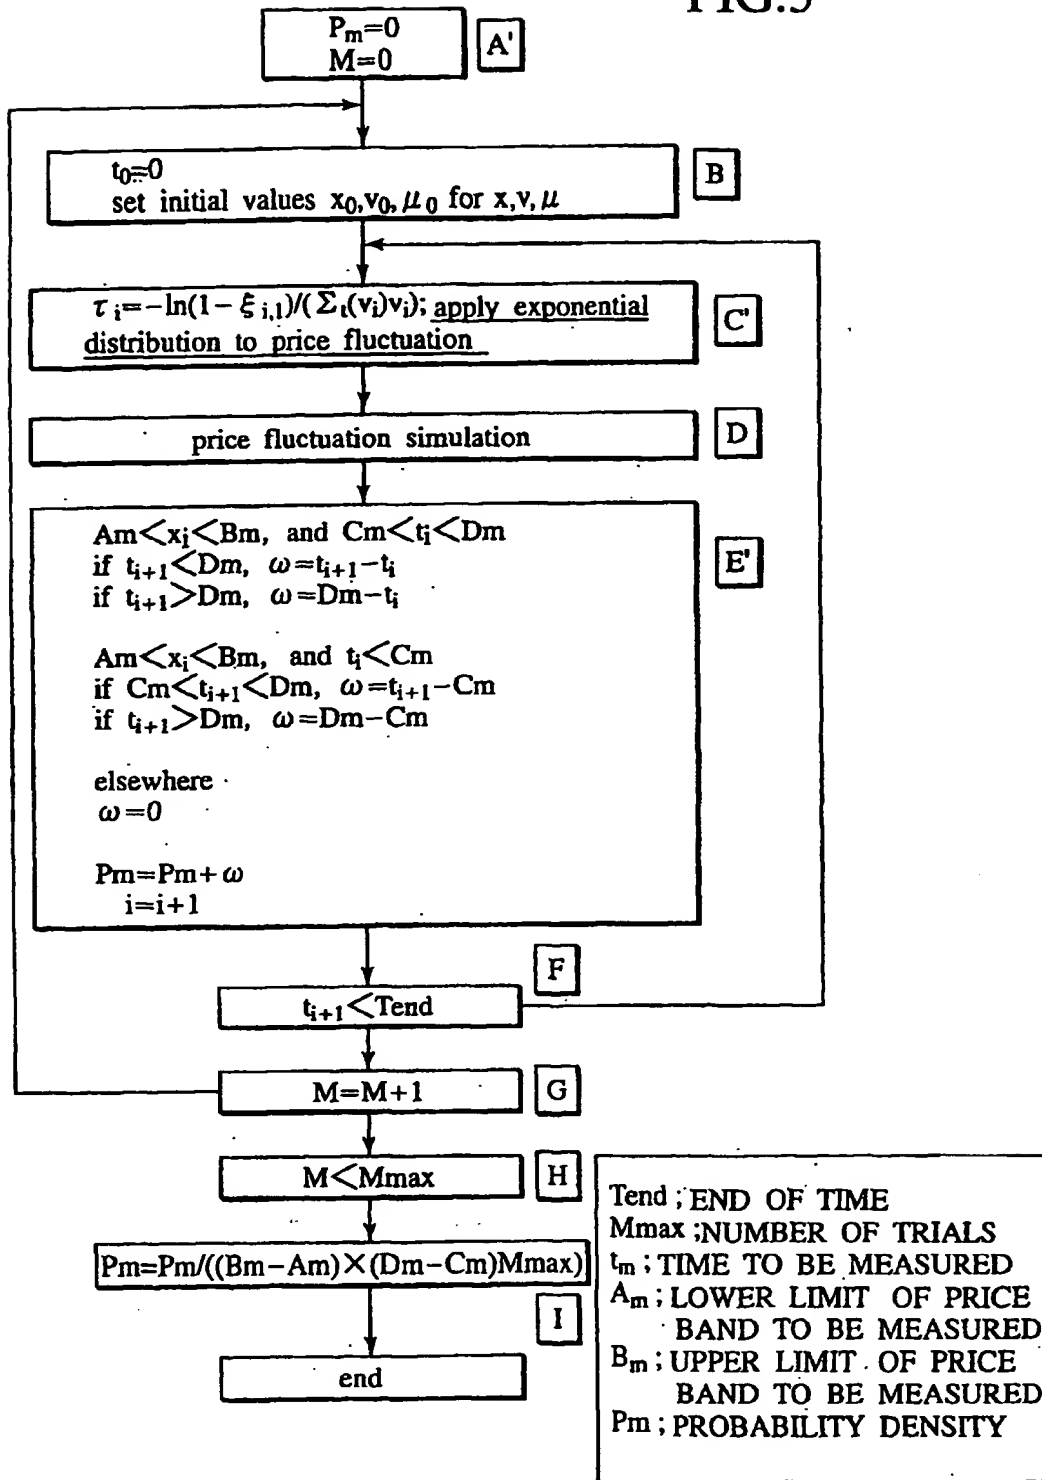 FIG.5
Pm=0
M=0
A'
t0=0
set initial values x0,v0,μ0 for x,v,μ
B
τi=-ln(1-ξi,1)/(Σt(vi)vi); apply exponential
distribution to price fluctuation
C'
price fluctuation simulation
D
Am<xi<Bm, and Cm<ti<Dm
if ti+1<Dm, ω=ti+1-ti
if ti+1>Dm, ω=Dm-ti
Am<xi<Bm, and ti<Cm
if Cm<ti+1<Dm, ω=ti+1-Cm
if ti+1>Dm, ω=Dm-Cm
elsewhere
ω=0
Pm=Pm+ω
i=i+1
E'
F
ti+1<Tend
M=M+1
G
M<Mmax
H
Pm=Pm/((Bm-Am)×(Dm-Cm)Mmax)
I
end
Tend ; END OF TIME
Mmax ; NUMBER OF TRIALS
tm ; TIME TO BE MEASURED
Am ; LOWER LIMIT OF PRICE
BAND TO BE MEASURED
Bm ; UPPER LIMIT OF PRICE
BAND TO BE MEASURED
Pm ; PROBABILITY DENSITY